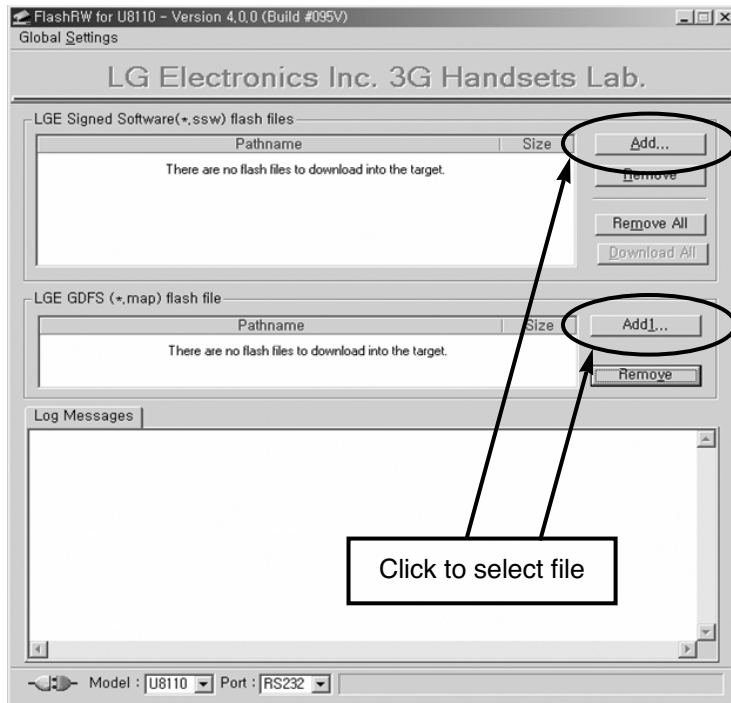 FlashRW for U8110 - Version 4,0,0 (Build #095V)
Global Settings
LG Electronics Inc. 3G Handsets Lab.
LGE Signed Software(*,ssw) flash files
Pathname Size
There are no flash files to download into the target.
Add...
Remove
Remove All
Download All
LGE GDFS (*,map) flash file
Pathname Size
There are no flash files to download into the target.
Add1...
Remove
Log Messages
Click to select file
Model : U8110 Port : RS232